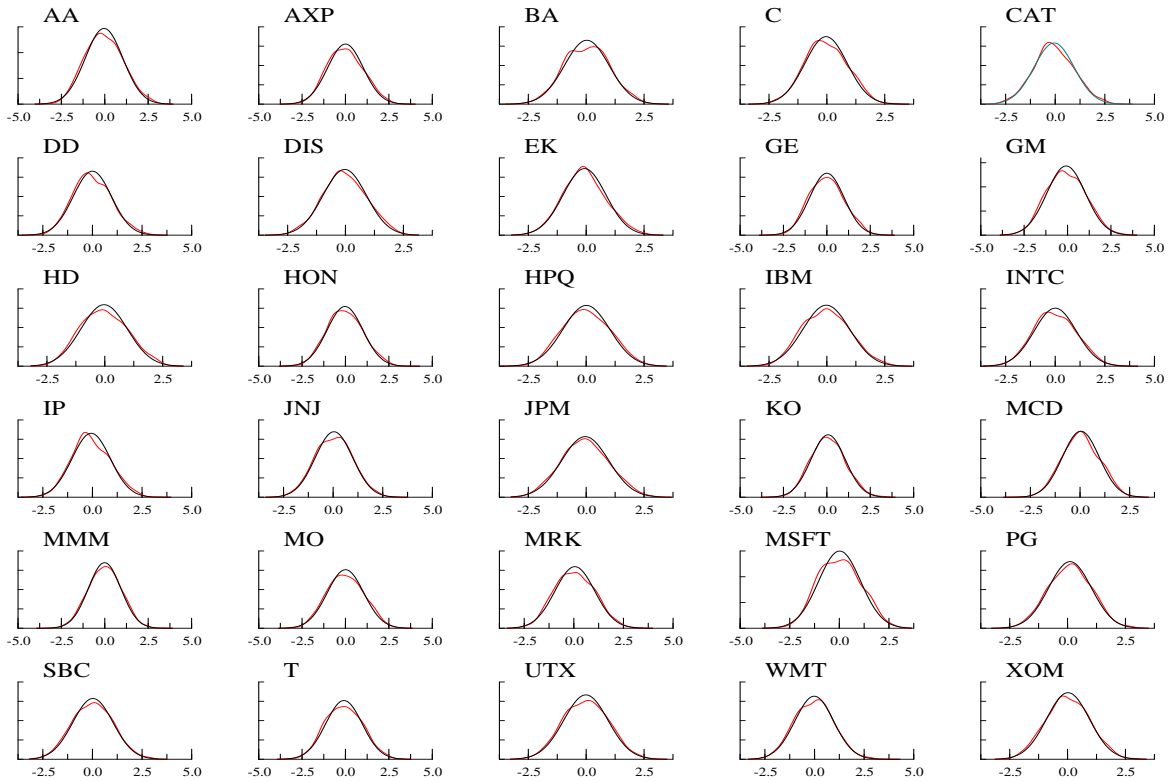 AA AXP BA C CAT
-5.0 -2.5 0.0 2.5 5.0 -5.0 -2.5 0.0 2.5 5.0 -2.5 0.0 2.5 -2.5 0.0 2.5 -2.5 0.0 2.5 5.0
DD DIS EK GE GM
-2.5 0.0 2.5 5.0 -2.5 0.0 2.5 -2.5 0.0 2.5 -5.0 -2.5 0.0 2.5 5.0 -5.0 -2.5 0.0 2.5 5.0
HD HON HPQ IBM INTC
-2.5 0.0 2.5 -5.0 -2.5 0.0 2.5 5.0 -2.5 0.0 2.5 -2.5 0.0 2.5 -2.5 0.0 2.5 5.0
IP JNJ JPM KO MCD
-2.5 0.0 2.5 5.0 -2.5 0.0 2.5 5.0 -2.5 0.0 2.5 -5.0 -2.5 0.0 2.5 5.0 -5.0 -2.5 0.0 2.5
MMM MO MRK MSFT PG
-5.0 -2.5 0.0 2.5 5.0 -5.0 -2.5 0.0 2.5 5.0 -2.5 0.0 2.5 5.0 -5.0 -2.5 0.0 2.5 -2.5 0.0 2.5
SBC T UTX WMT XOM
-2.5 0.0 2.5 5.0 -5.0 -2.5 0.0 2.5 5.0 -2.5 0.0 2.5 -2.5 0.0 2.5 5.0 -2.5 0.0 2.5